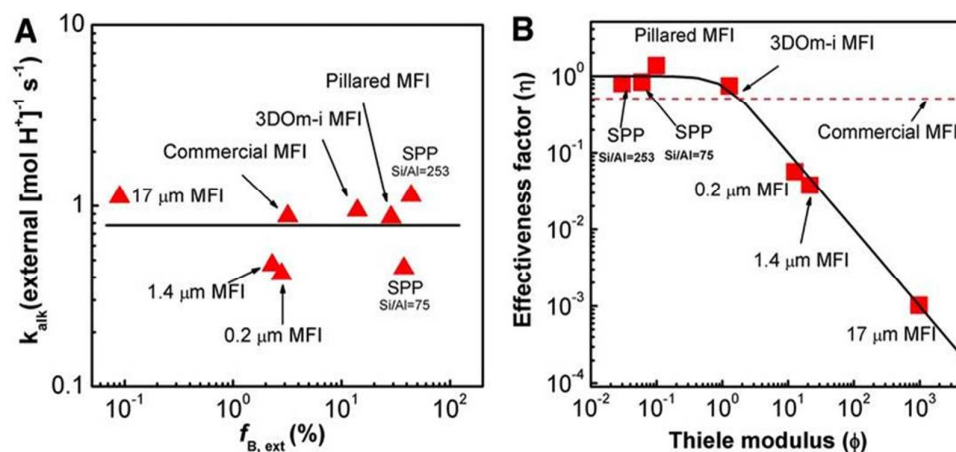 A
k_alk (external [mol H⁺]⁻¹ s⁻¹)
10
1
0.1
10⁻¹
10⁰
10¹
10²
f_B, ext (%)
17 μm MFI
Commercial MFI
3DOm-i MFI
Pillared MFI
SPP
Si/Al=253
1.4 μm MFI
0.2 μm MFI
SPP
Si/Al=75
B
Effectiveness factor (η)
10⁰
10⁻¹
10⁻²
10⁻³
10⁻⁴
10⁻²
10⁻¹
10⁰
10¹
10²
10³
Thiele modulus (ϕ)
Pillared MFI
3DOm-i MFI
SPP
Si/Al=253
SPP
Si/Al=75
Commercial MFI
0.2 μm MFI
1.4 μm MFI
17 μm MFI